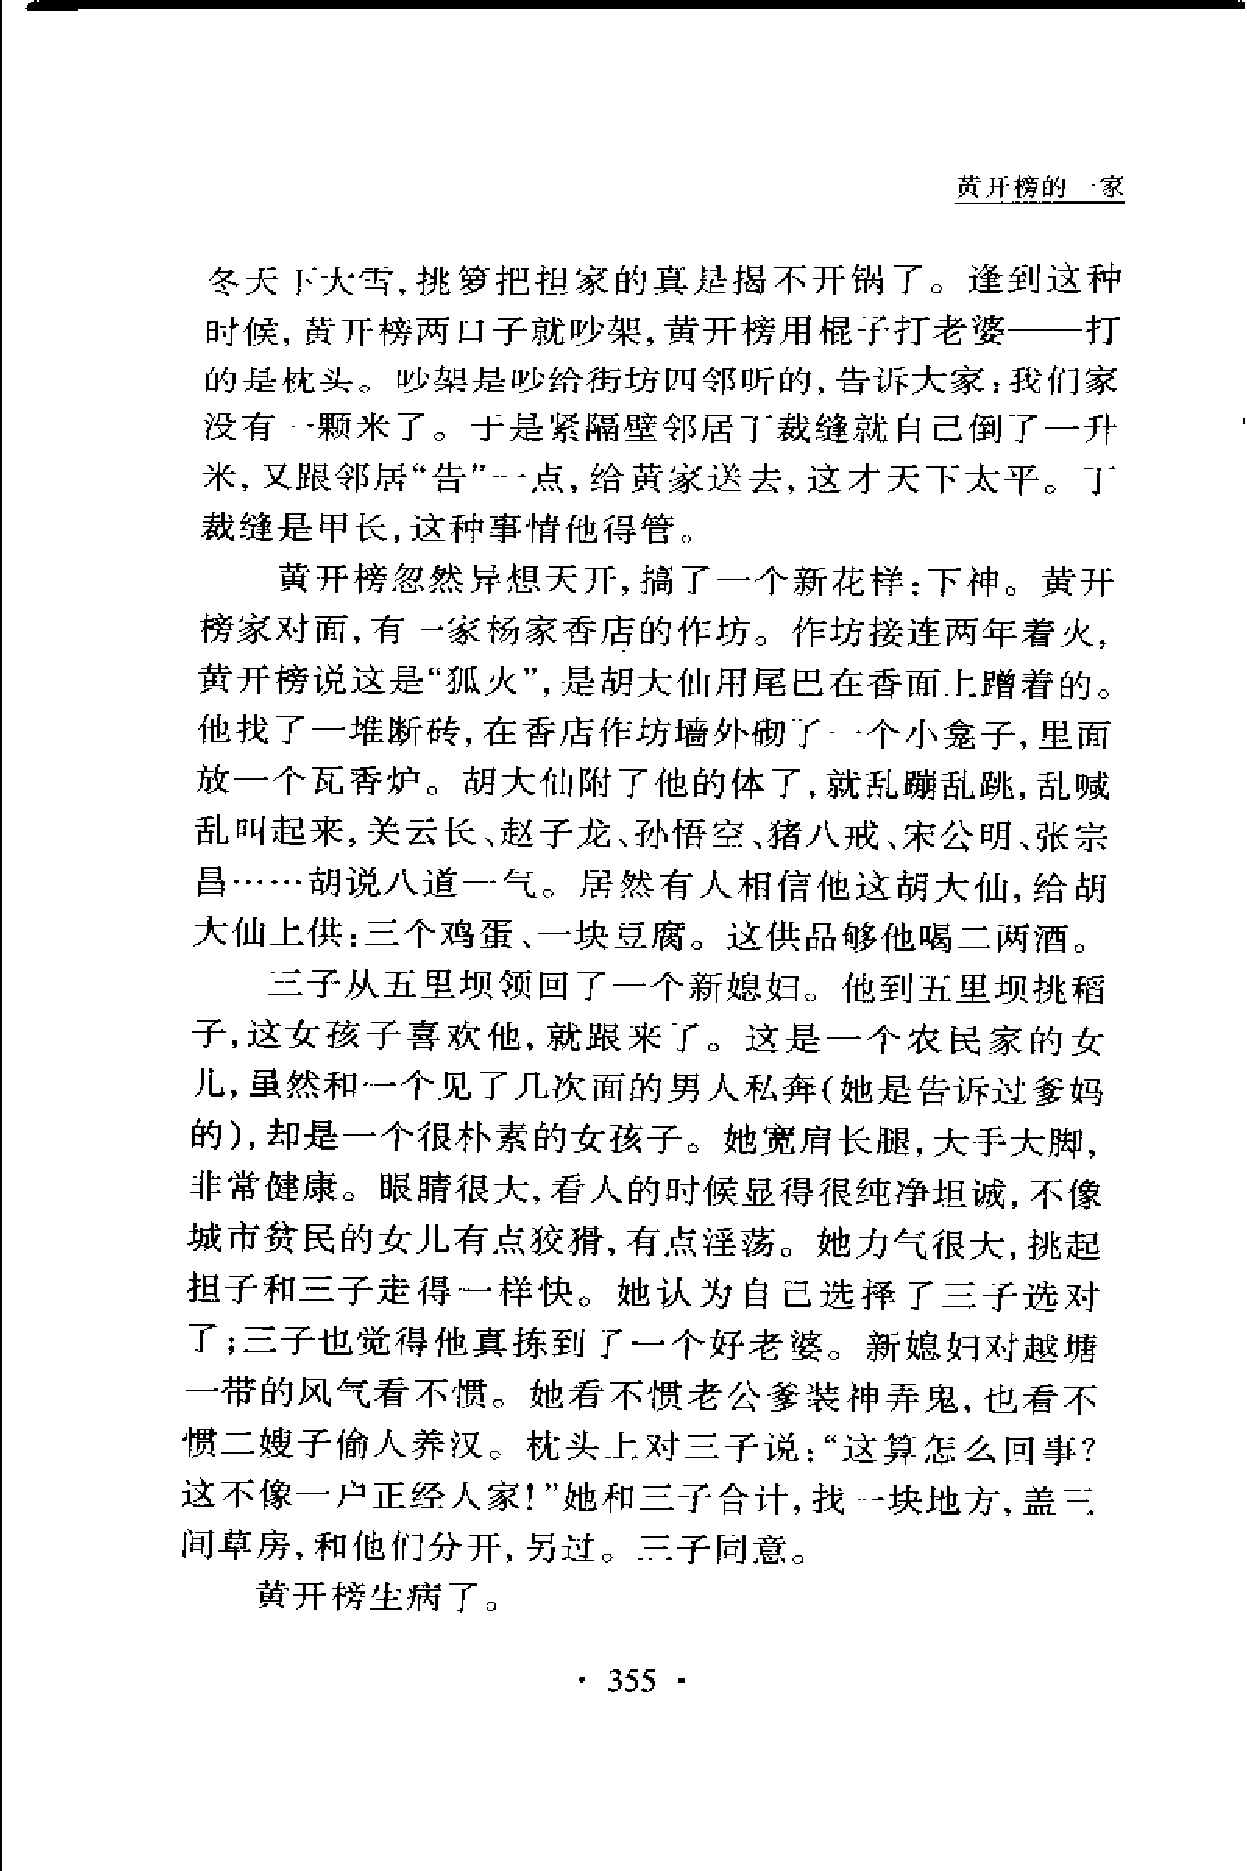 黄开榜的一家
冬天下大雪,挑箩把担家的真是揭不开锅了。逢到这种
时候,黄开榜两口子就吵架,黄开榜用棍子打老婆——打
的是枕头。吵架是吵给街坊四邻听的,告诉大家:我们家
没有一颗米了。于是紧隔壁邻居丁裁缝就自己倒了一升
米,又跟邻居“告”一点,给黄家送去,这才天下太平。丁
裁缝是甲长,这种事情他得管。
黄开榜忽然异想天开,搞了一个新花样:下神。黄开
榜家对面,有一家杨家香店的作坊。作坊接连两年着火,
黄开榜说这是“狐火”,是胡大仙用尾巴在香面上蹭着的。
他找了一堆断砖,在香店作坊墙外砌了一个小龛子,里面
放一个瓦香炉。胡大仙附了他的体了,就乱蹦乱跳,乱喊
乱叫起来,关云长、赵子龙、孙悟空、猪八戒、宋公明、张宗
昌……胡说八道一气。居然有人相信他这胡大仙,给胡
大仙上供:三个鸡蛋、一块豆腐。这供品够他喝二两酒。
三子从五里坝领回了一个新媳妇。他到五里坝挑稻
子,这女孩子喜欢他,就跟来了。这是一个农民家的女
儿,虽然和一个见了几次面的男人私奔(她是告诉过爹妈
的),却是一个很朴素的女孩子。她宽肩长腿,大手大脚,
非常健康。眼睛很大,看人的时候显得很纯净坦诚,不像
城市贫民的女儿有点狡猾,有点淫荡。她力气很大,挑起
担子和三子走得一样快。她认为自己选择了三子选对
了;三子也觉得他真拣到了一个好老婆。新媳妇对越塘
一带的风气看不惯。她看不惯老公爹装神弄鬼,也看不
惯二嫂子偷人养汉。枕头上对三子说:“这算怎么回事?
这不像一户正经人家!”她和三子合计,找一块地方,盖三
间草房,和他们分开,另过。三子同意。
黄开榜生病了。
· 355 ·